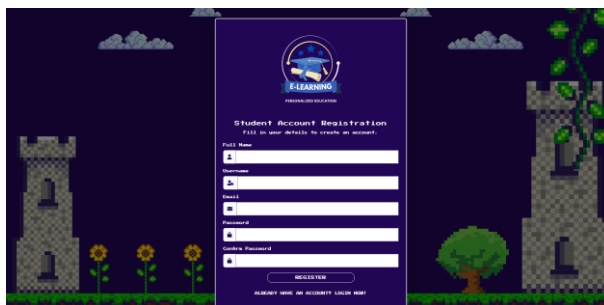 E-LEARNING
PERSONALIZED EDUCATION
Student Account Registration
Fill in your details to create an account.
Full Name
Username
Email
Password
Confirm Password
REGISTER
ALREADY HAVE AN ACCOUNT? LOGIN NOW!